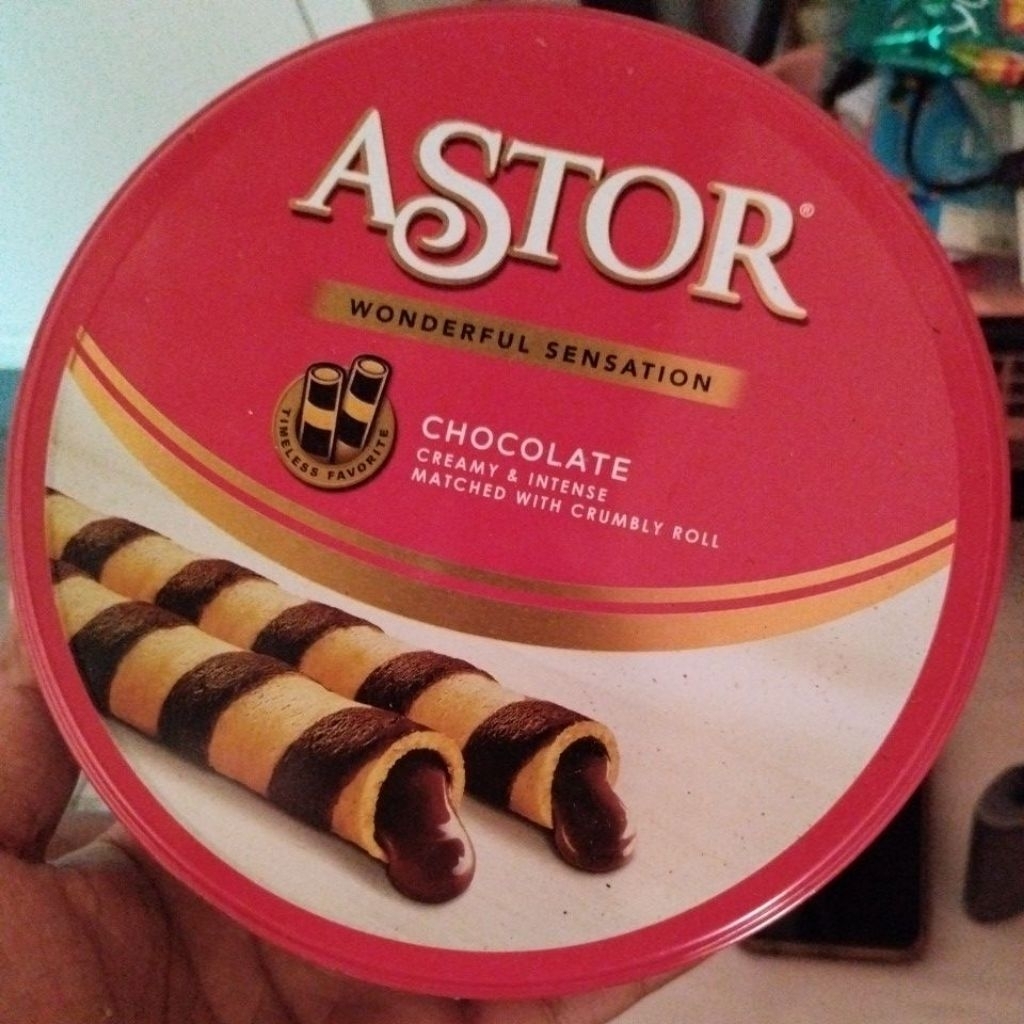 ASTOR®
WONDERFUL SENSATION
TIMELESS FAVORITE
CHOCOLATE
CREAMY & INTENSE
MATCHED WITH CRUMBLY ROLL